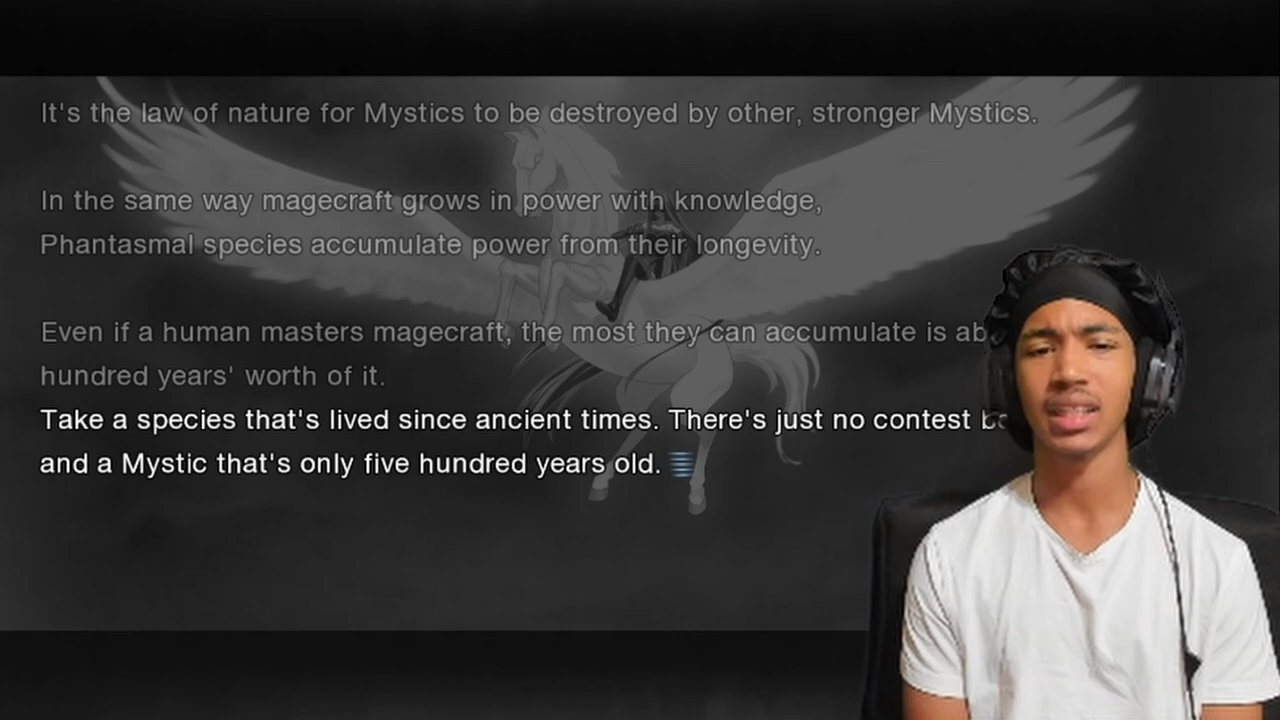 It's the law of nature for Mystics to be destroyed by other, stronger Mystics.
In the same way magecraft grows in power with knowledge,
Phantasmal species accumulate power from their longevity.
Even if a human masters magecraft, the most they can accumulate is
hundred years' worth of it.
Take a species that's lived since ancient times. There's just no contest
and a Mystic that's only five hundred years old.